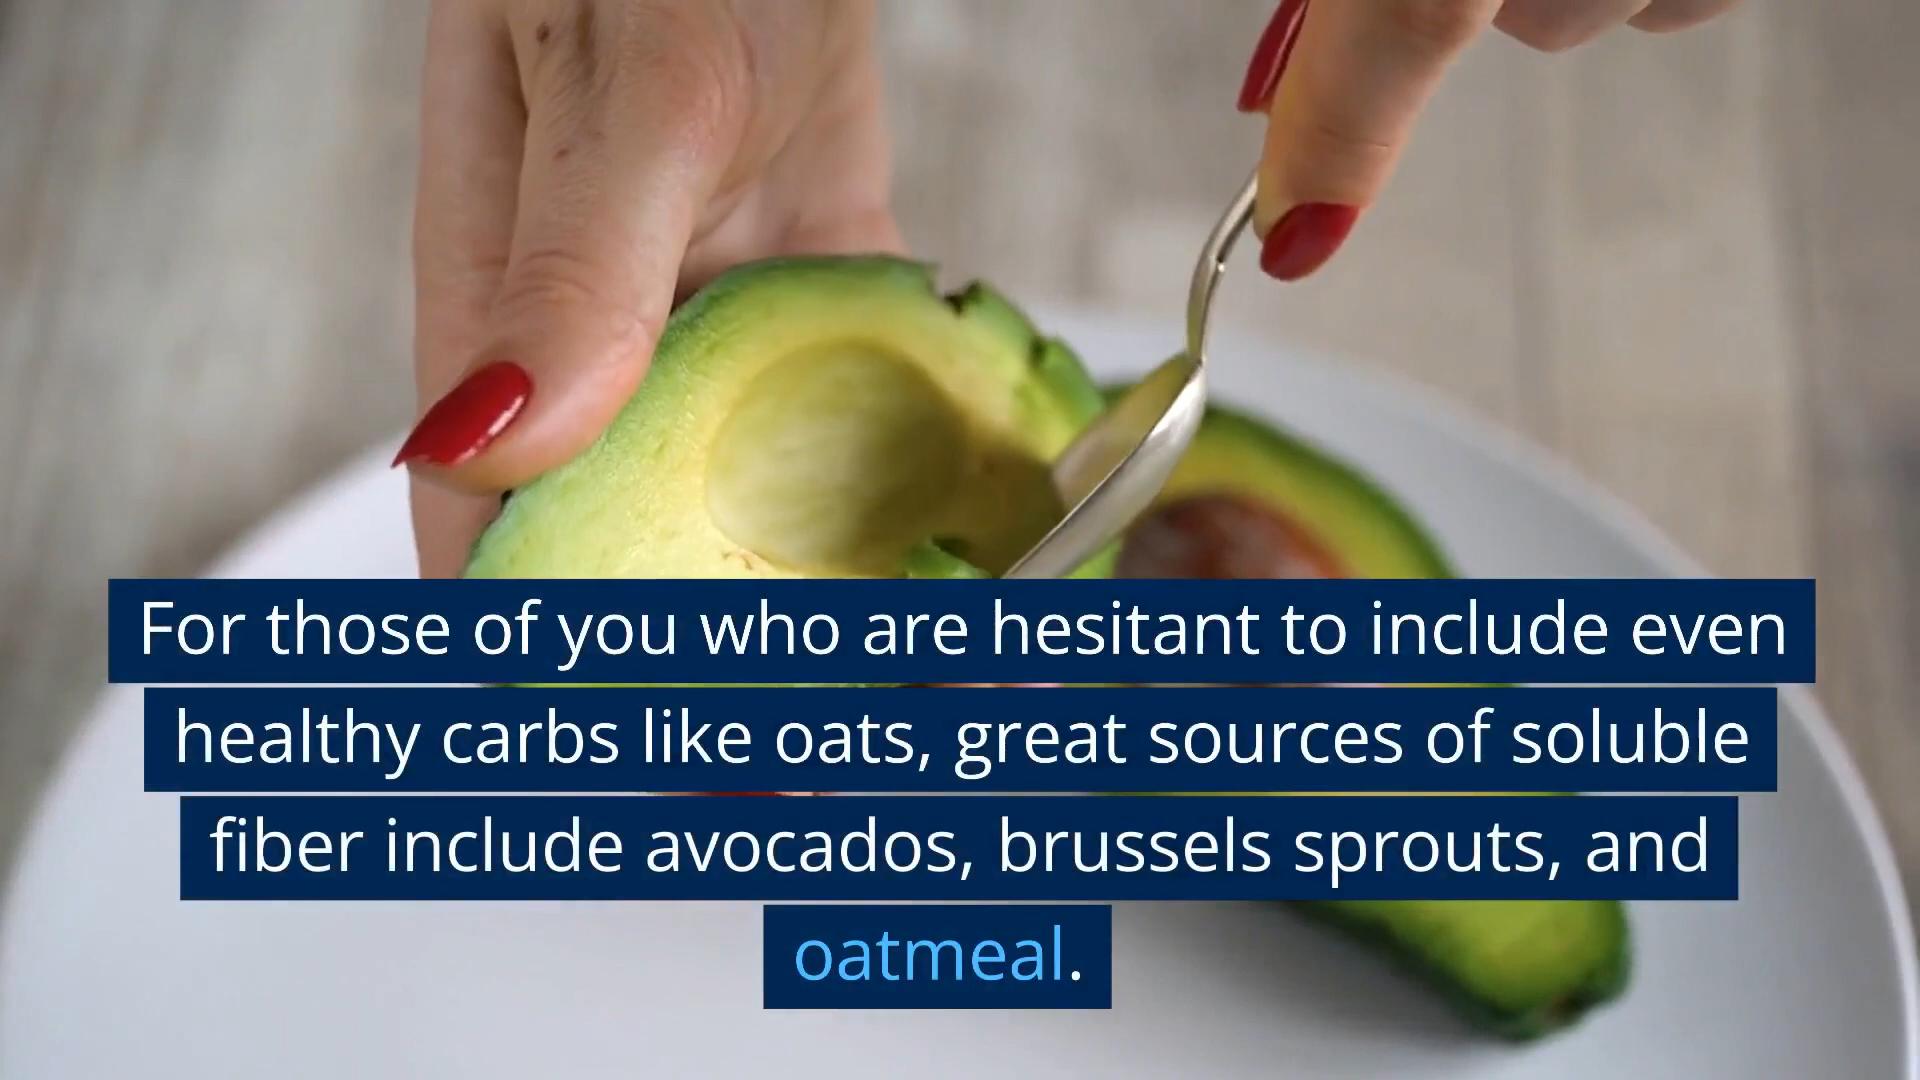 For those of you who are hesitant to include even
healthy carbs like oats, great sources of soluble
fiber include avocados, brussels sprouts, and
oatmeal.